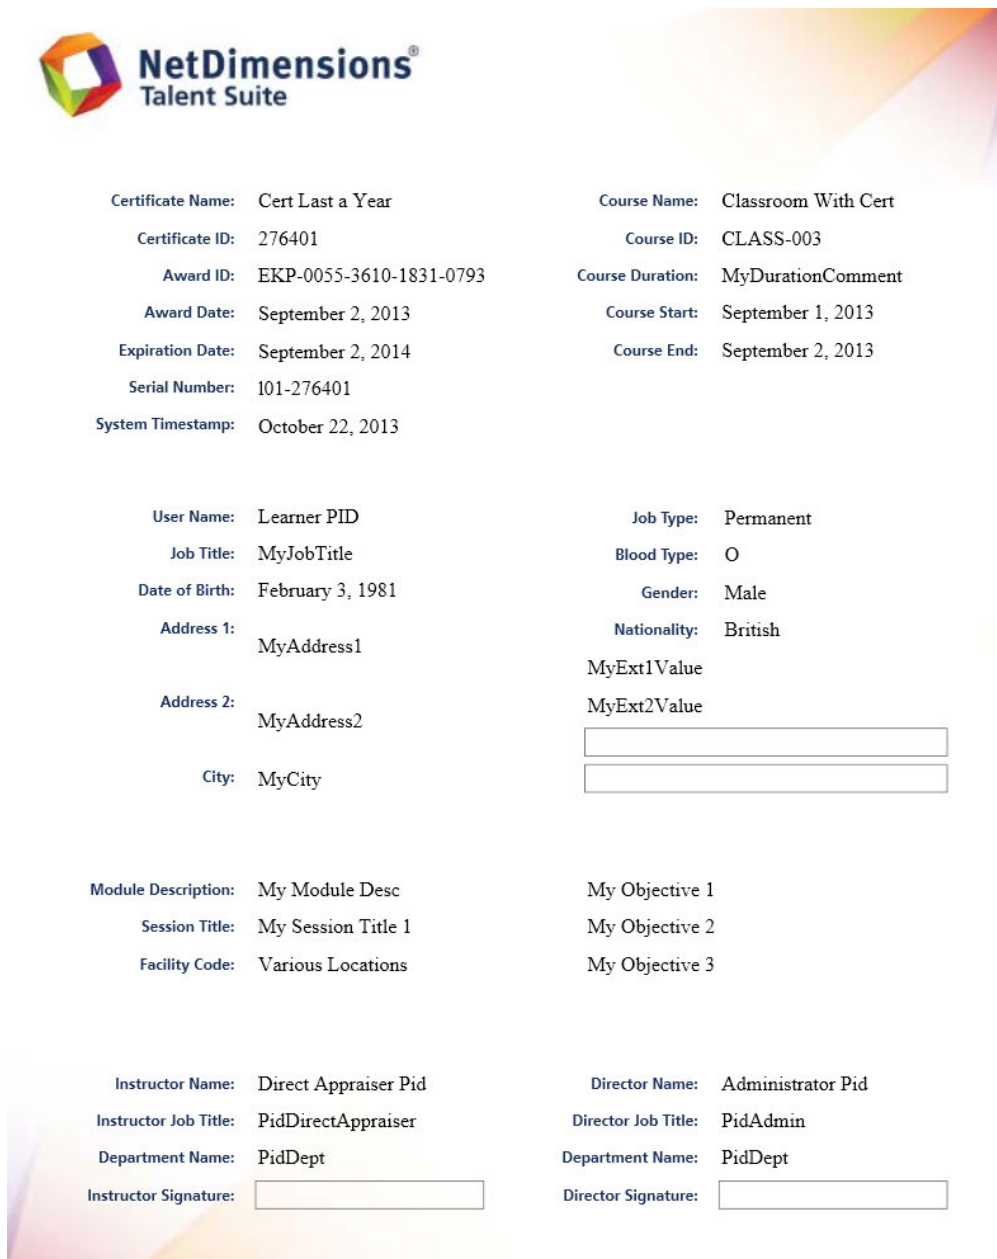 NetDimensions®
Talent Suite
Certificate Name: Cert Last a Year
Certificate ID: 276401
Award ID: EKP-0055-3610-1831-0793
Award Date: September 2, 2013
Expiration Date: September 2, 2014
Serial Number: 101-276401
System Timestamp: October 22, 2013
Course Name: Classroom With Cert
Course ID: CLASS-003
Course Duration: MyDurationComment
Course Start: September 1, 2013
Course End: September 2, 2013
User Name: Learner PID
Job Title: MyJobTitle
Date of Birth: February 3, 1981
Address 1: MyAddress1
Address 2: MyAddress2
City: MyCity
Job Type: Permanent
Blood Type: O
Gender: Male
Nationality: British
MyExt1Value
MyExt2Value
Module Description: My Module Desc
Session Title: My Session Title 1
Facility Code: Various Locations
My Objective 1
My Objective 2
My Objective 3
Instructor Name: Direct Appraiser Pid
Instructor Job Title: PidDirectAppraiser
Department Name: PidDept
Instructor Signature:
Director Name: Administrator Pid
Director Job Title: PidAdmin
Department Name: PidDept
Director Signature: